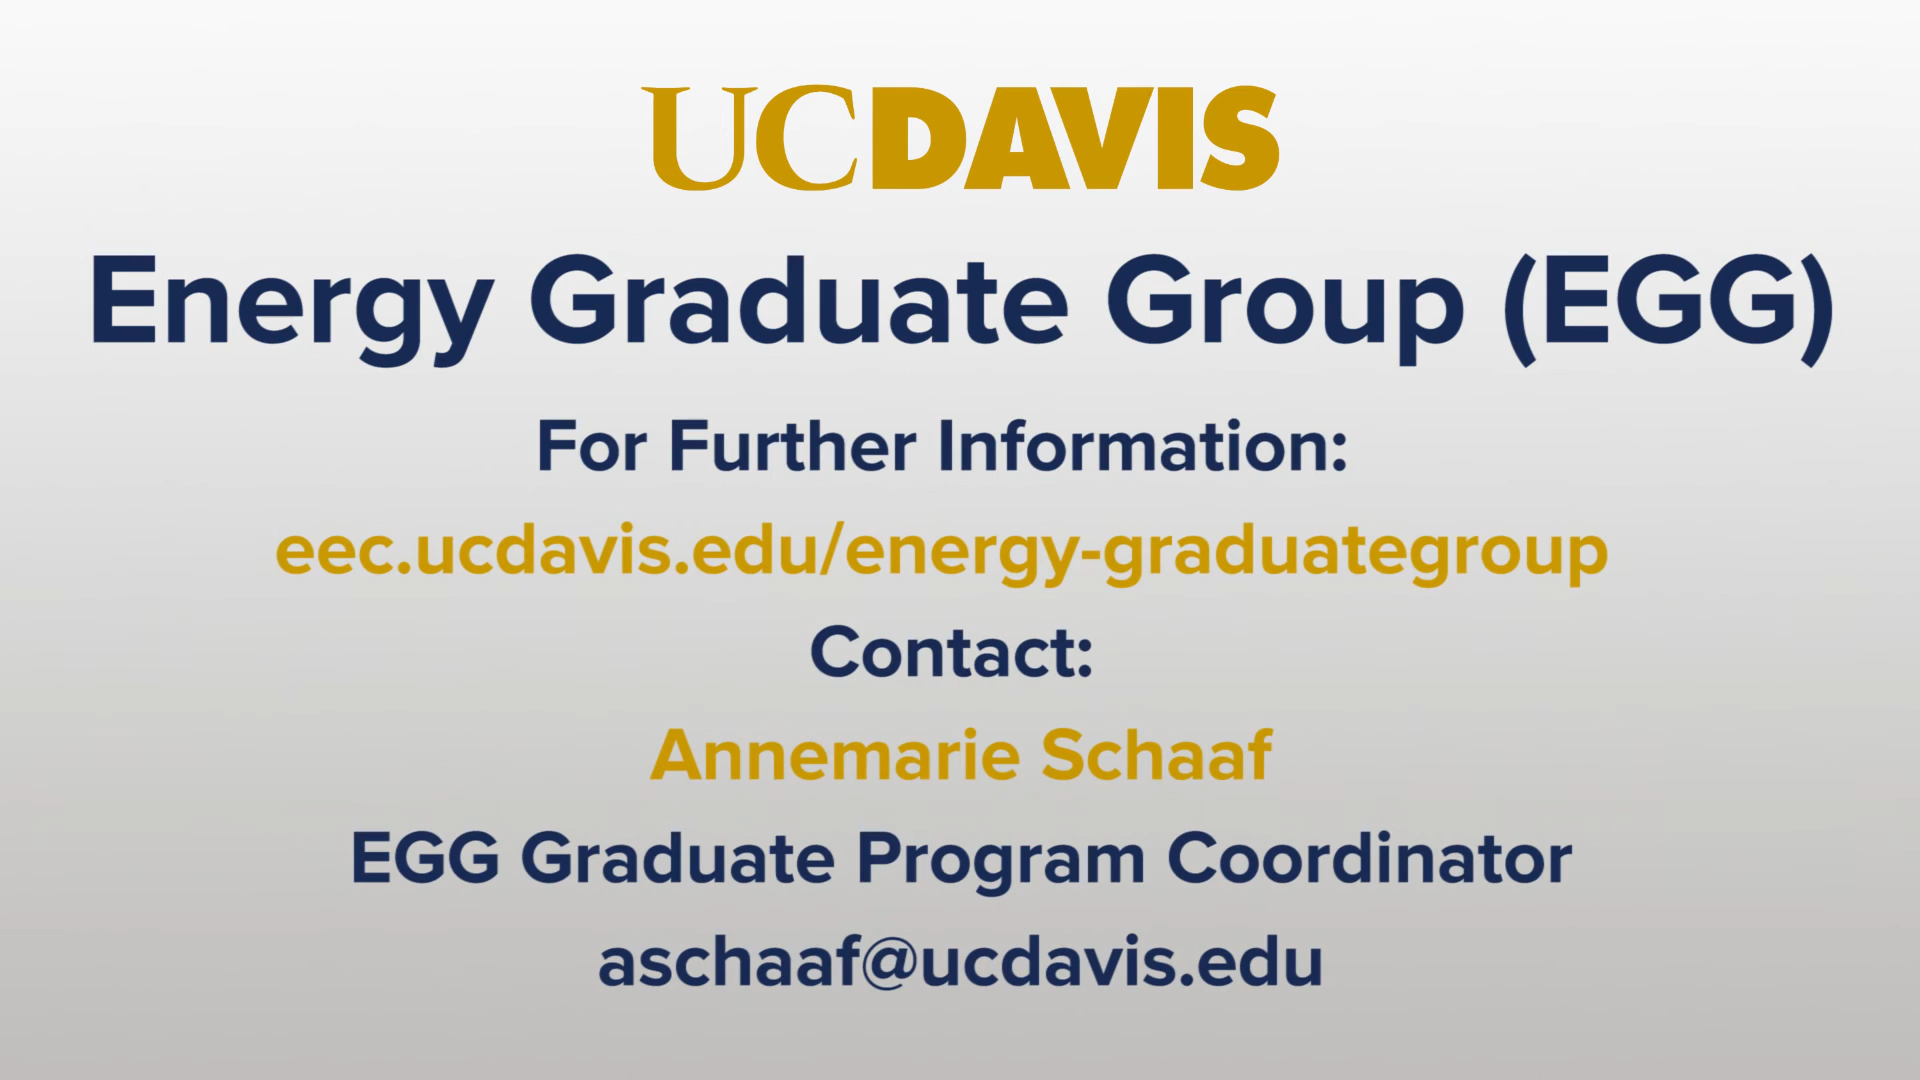 UCDAVIS
Energy Graduate Group (EGG)
For Further Information:
eec.ucdavis.edu/energy-graduategroup
Contact:
Annemarie Schaaf
EGG Graduate Program Coordinator
aschaaf@ucdavis.edu